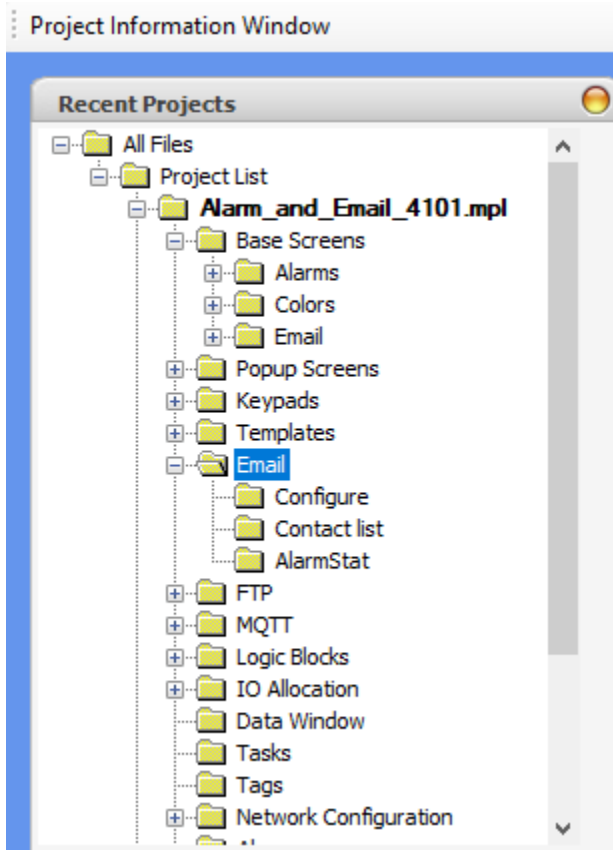 Project Information Window
Recent Projects
All Files
Project List
Alarm_and_Email_4101.mpl
Base Screens
Alarms
Colors
Email
Popup Screens
Keypads
Templates
Email
Configure
Contact list
AlarmStat
FTP
MQTT
Logic Blocks
IO Allocation
Data Window
Tasks
Tags
Network Configuration